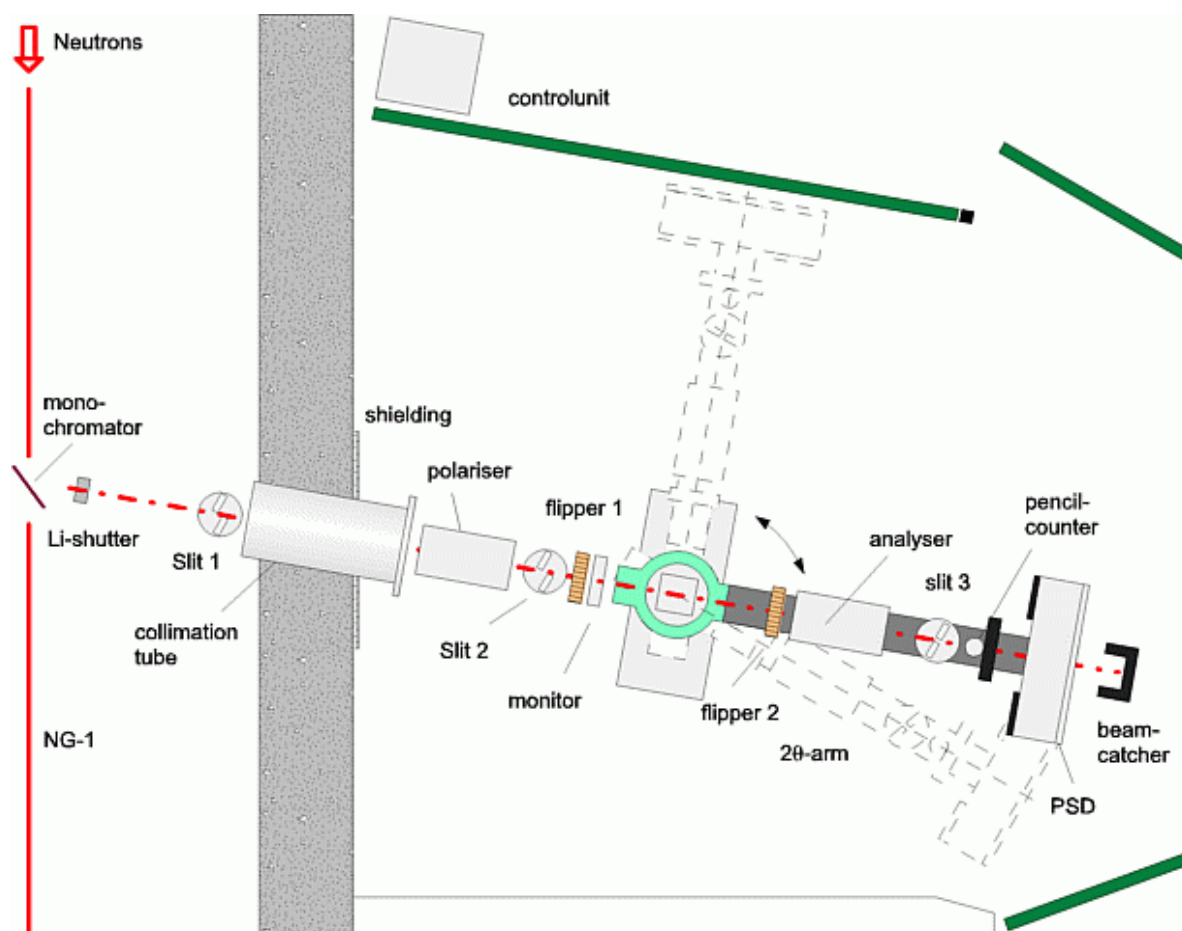 Neutrons
controlunit
mono-
chromator
shielding
polariser
flipper 1
pencil-
counter
analyser
slit 3
Li-shutter
Slit 1
collimation
tube
Slit 2
monitor
flipper 2
2θ-arm
beam-
catcher
PSD
NG-1